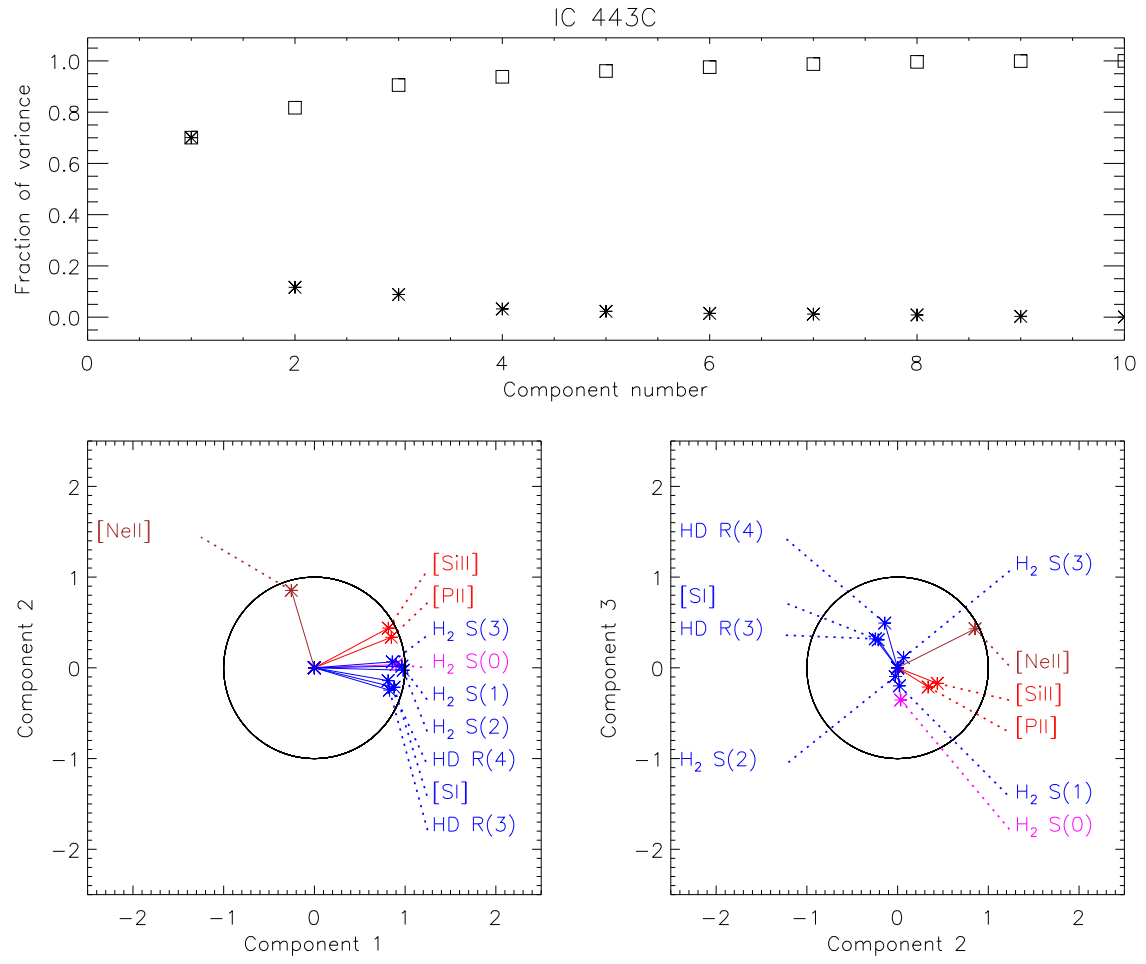 IC 443C
Fraction of variance
1.0
0.8
0.6
0.4
0.2
0.0
0 2 4 6 8 10
Component number
Component 2
2
1
0
−1
−2
[NeII]
[SiII]
[PII]
H2 S(3)
H2 S(0)
H2 S(1)
H2 S(2)
HD R(4)
[SI]
HD R(3)
−2 −1 0 1 2
Component 1
Component 3
2
1
0
−1
−2
HD R(4)
[SI]
HD R(3)
H2 S(2)
H2 S(3)
[NeII]
[SiII]
[PII]
H2 S(1)
H2 S(0)
−2 −1 0 1 2
Component 2